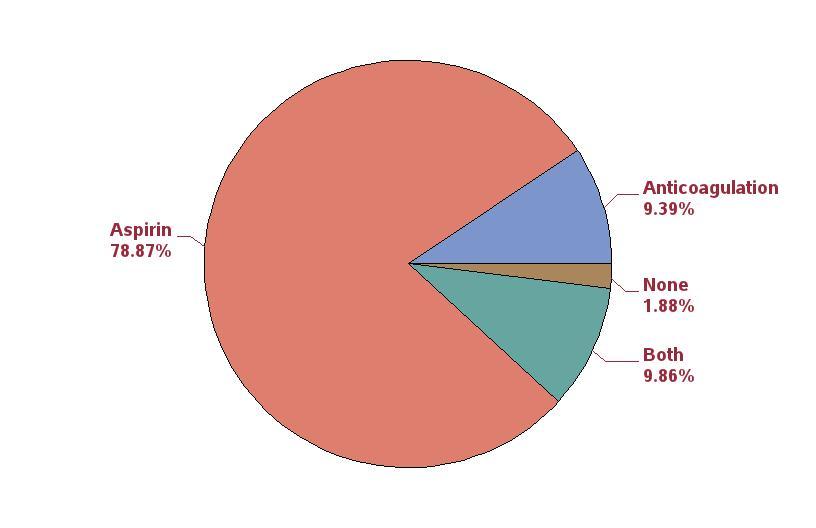 Aspirin
78.87%
Anticoagulation
9.39%
None
1.88%
Both
9.86%